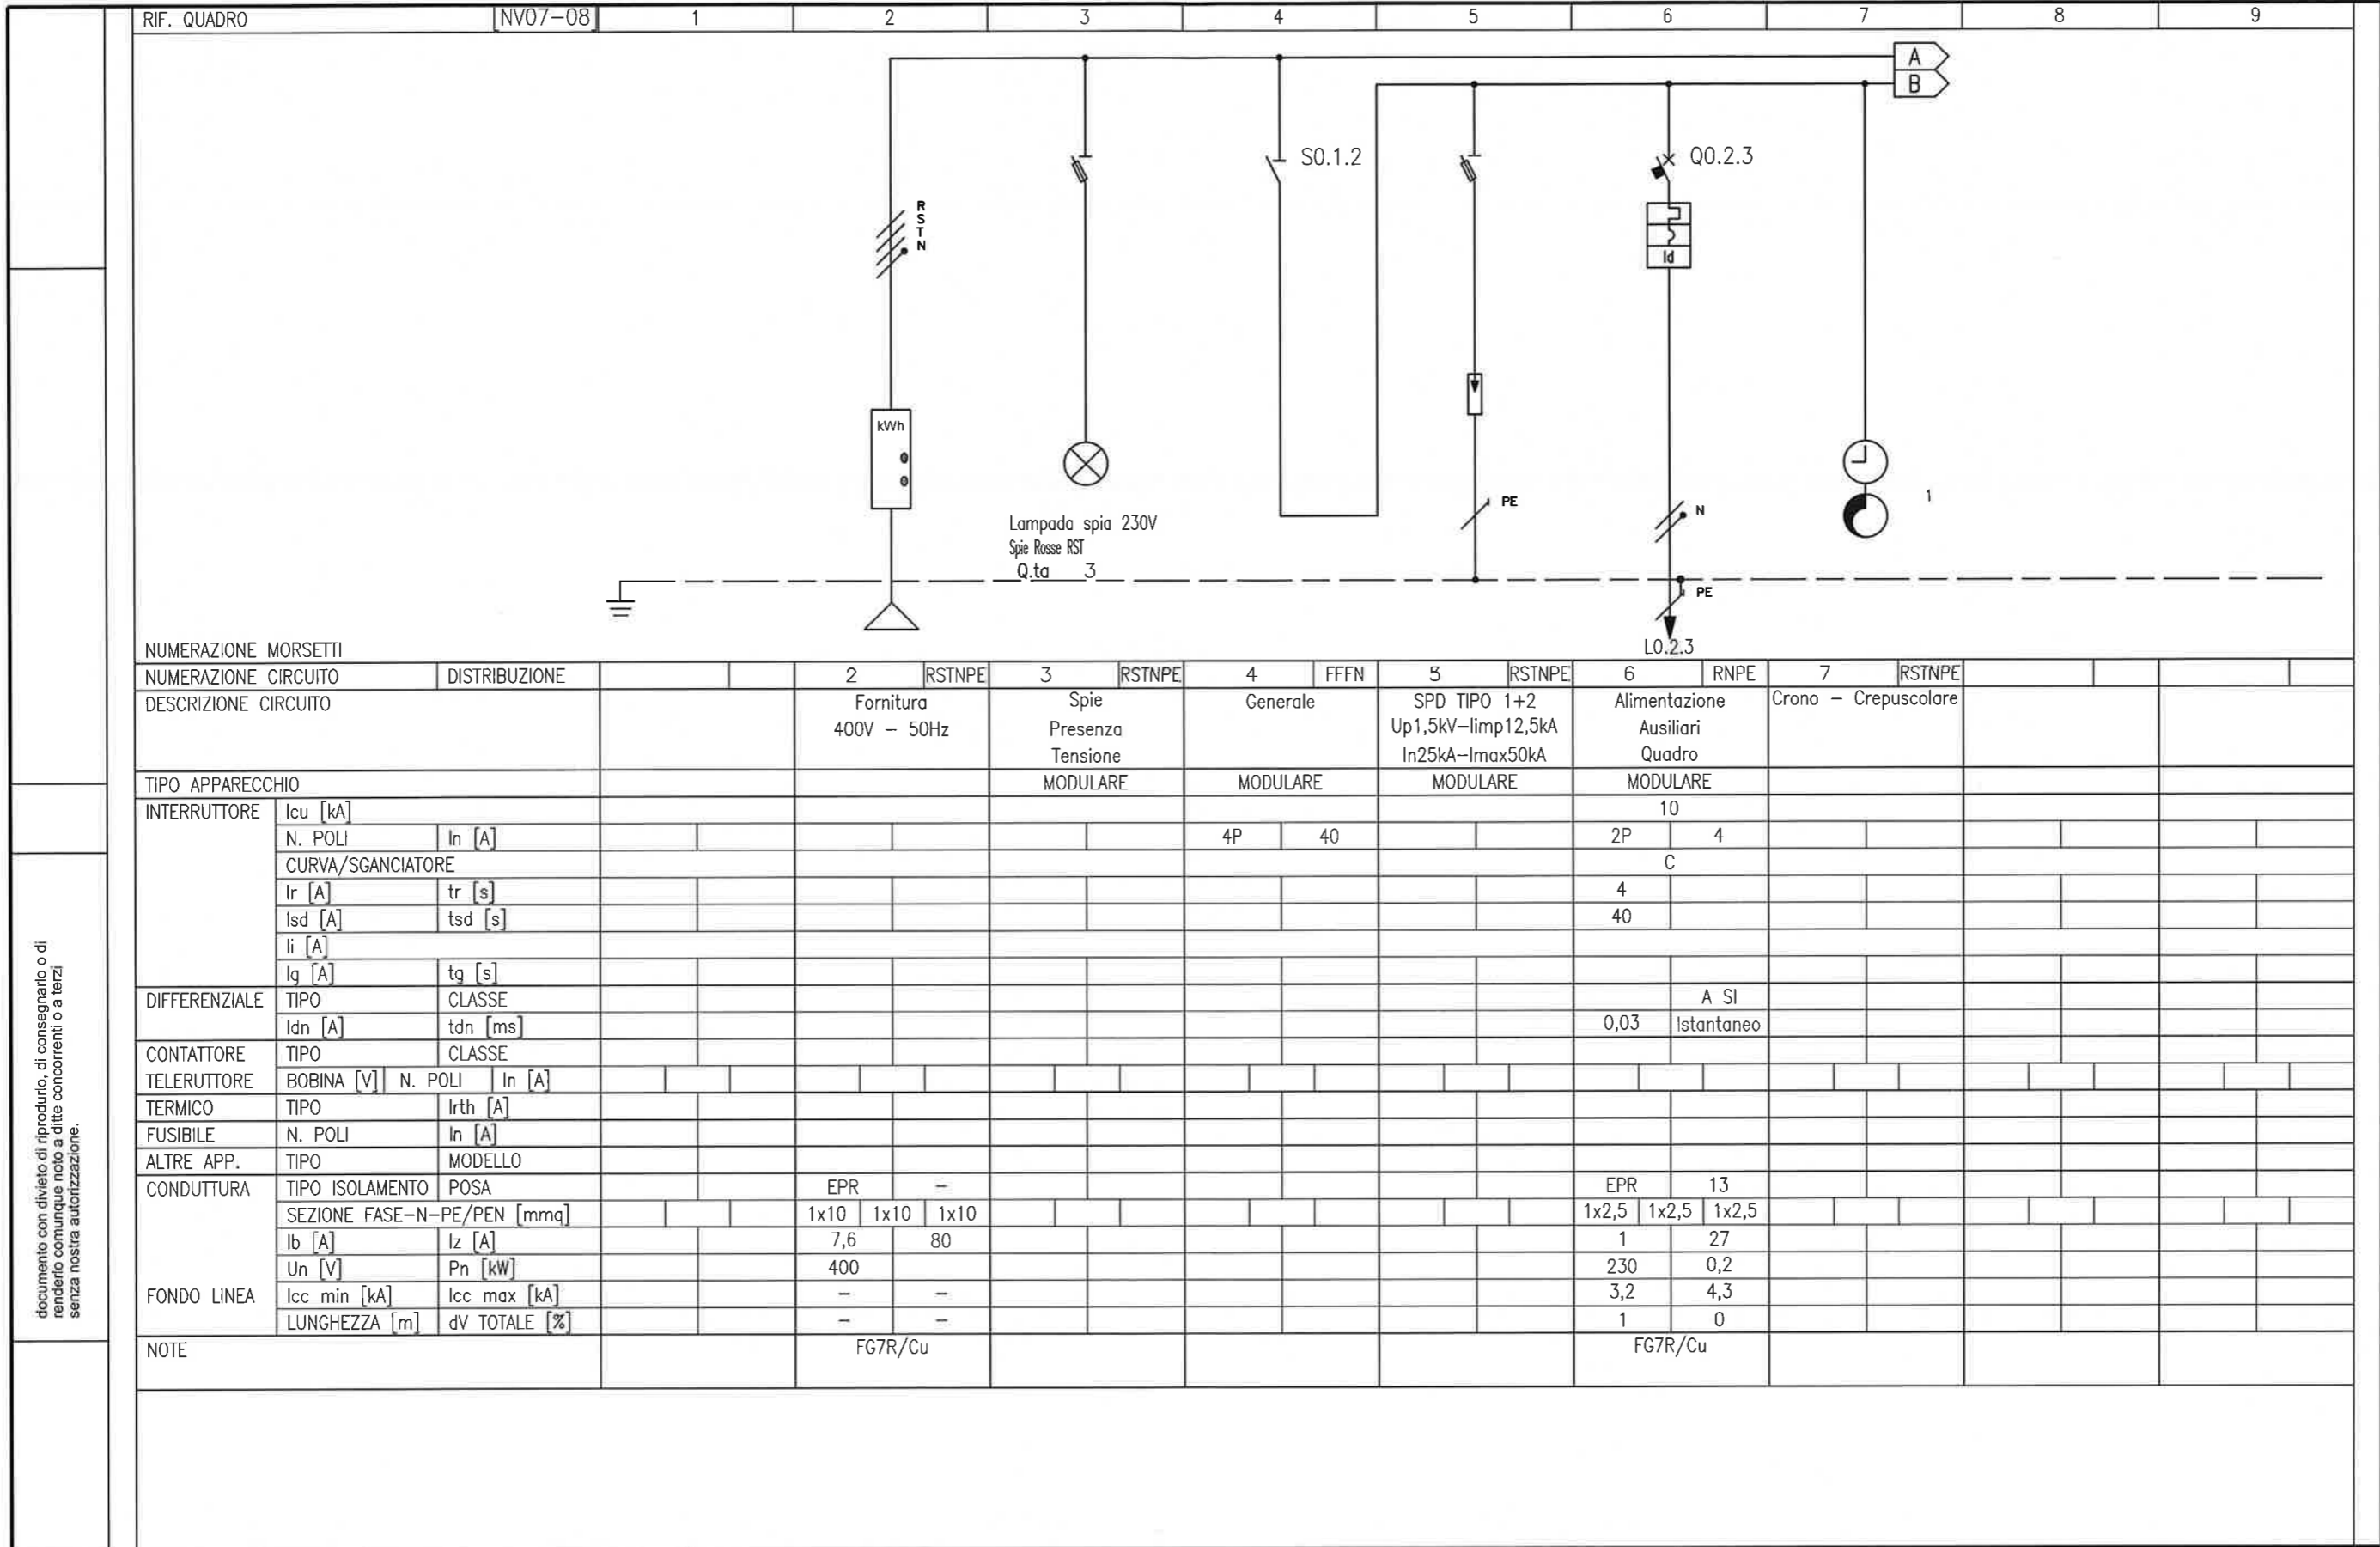 RIF. QUADRO NV07-08 1 2 3 4 5 6 7 8 9
A
B
S0.1.2
Q0.2.3
R
S
T
N
Id
kWh
1
PE
N
Lampada spia 230V
Spie Rosse RST
Q.ta 3
PE
L0.2.3
NUMERAZIONE MORSETTI
NUMERAZIONE CIRCUITO DISTRIBUZIONE 2 RSTNPE 3 RSTNPE 4 FFFN 5 RSTNPE 6 RNPE 7 RSTNPE
DESCRIZIONE CIRCUITO Fornitura Spie Generale SPD TIPO 1+2 Alimentazione Crono - Crepuscolare
400V - 50Hz Presenza Up1,5kV-Iimp12,5kA Ausiliari
Tensione In25kA-Imax50kA Quadro
TIPO APPARECCHIO MODULARE MODULARE MODULARE MODULARE
INTERRUTTORE Icu [kA] 10
N. POLI In [A] 4P 40 2P 4
CURVA/SGANCIATORE C
Ir [A] tr [s] 4
Isd [A] tsd [s] 40
Ii [A]
Ig [A] tg [s]
DIFFERENZIALE TIPO CLASSE A SI
Idn [A] tdn [ms] 0,03 Istantaneo
CONTATTORE TIPO CLASSE
TELERUTTORE BOBINA [V] N. POLI In [A]
TERMICO TIPO Irth [A]
FUSIBILE N. POLI In [A]
ALTRE APP. TIPO MODELLO
CONDUTTURA TIPO ISOLAMENTO POSA EPR - EPR 13
SEZIONE FASE-N-PE/PEN [mmq] 1x10 1x10 1x10 1x2,5 1x2,5 1x2,5
Ib [A] Iz [A] 7,6 80 1 27
Un [V] Pn [kW] 400 230 0,2
FONDO LINEA Icc min [kA] Icc max [kA] - - 3,2 4,3
LUNGHEZZA [m] dV TOTALE [%] - - 1 0
NOTE FG7R/Cu FG7R/Cu
documento con divieto di riprodurlo, di consegnarlo o di
renderlo comunque noto a ditte concorrenti o a terzi
senza nostra autorizzazione.